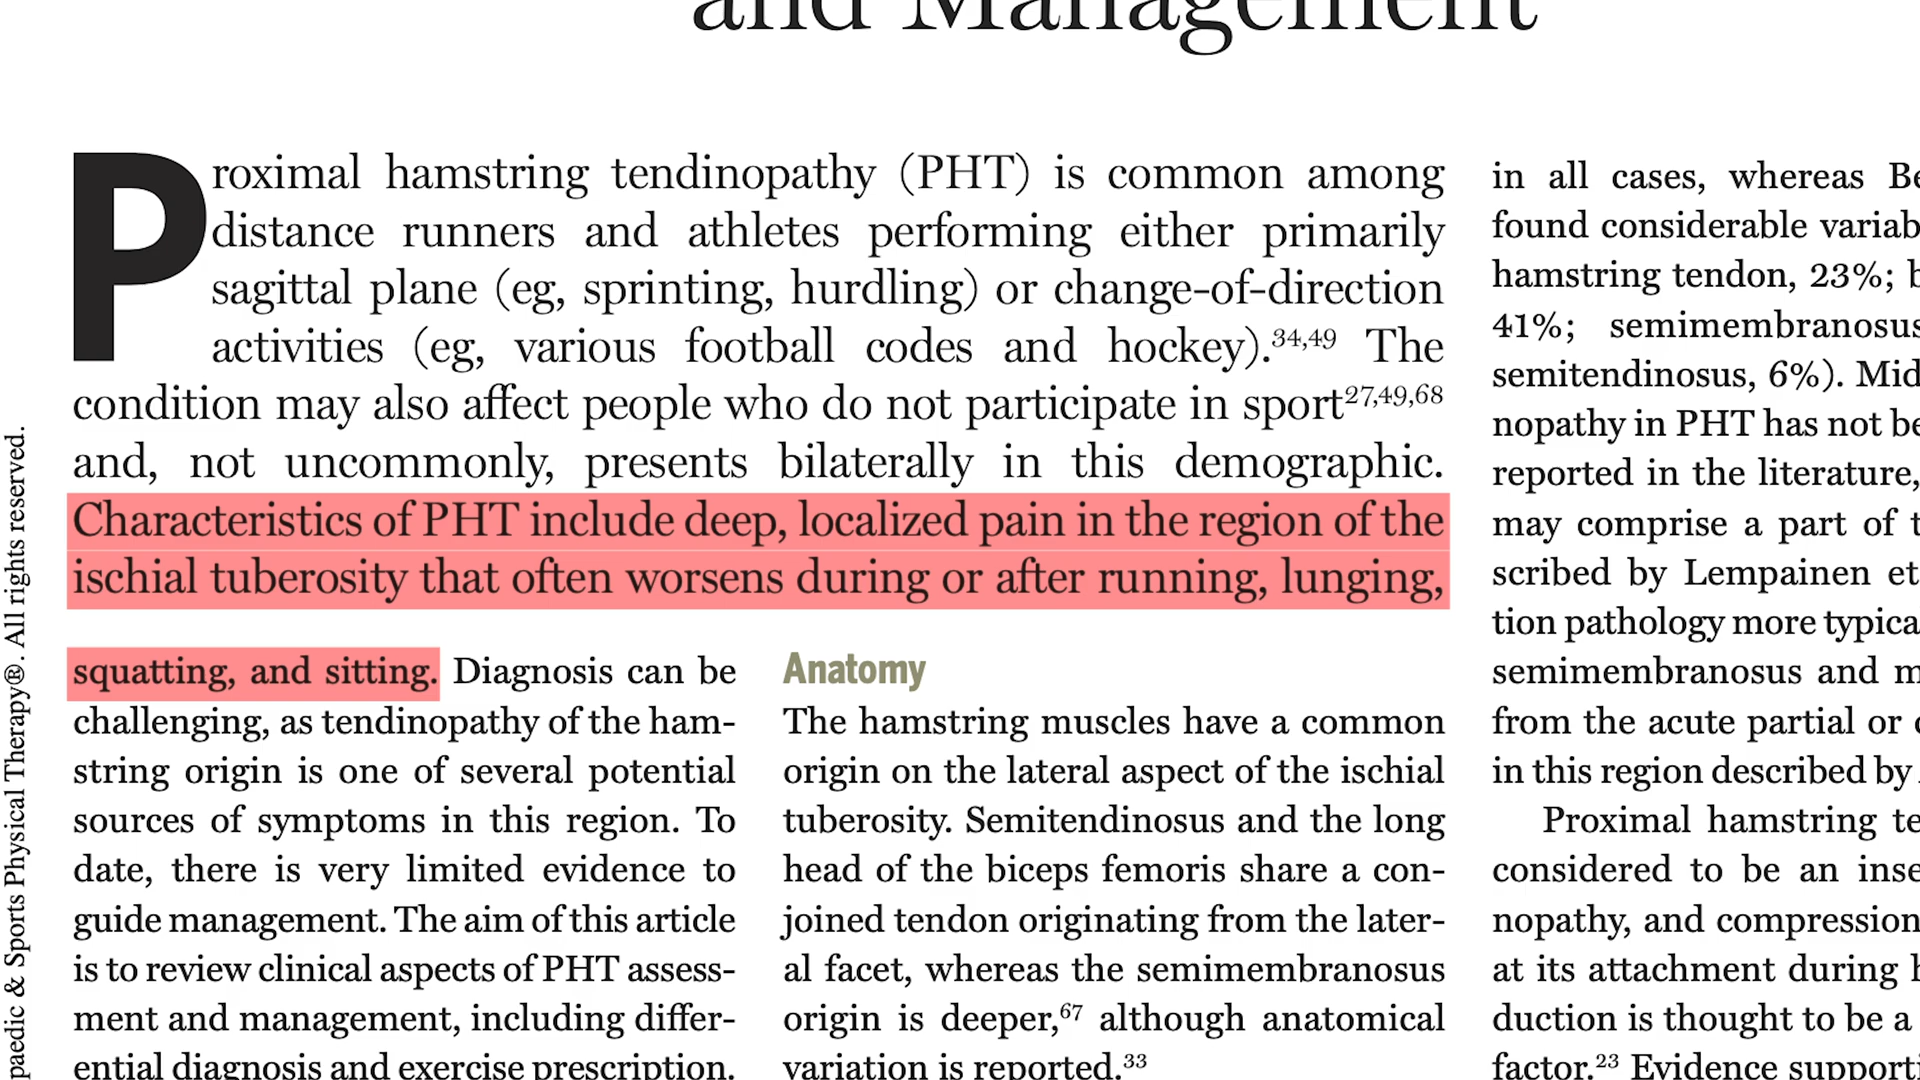 and Management
Proximal hamstring tendinopathy (PHT) is common among
distance runners and athletes performing either primarily
sagittal plane (eg, sprinting, hurdling) or change-of-direction
activities (eg, various football codes and hockey).34,49 The
condition may also affect people who do not participate in sport27,49,68
and, not uncommonly, presents bilaterally in this demographic.
Characteristics of PHT include deep, localized pain in the region of the
ischial tuberosity that often worsens during or after running, lunging,
squatting, and sitting. Diagnosis can be
challenging, as tendinopathy of the ham-
string origin is one of several potential
sources of symptoms in this region. To
date, there is very limited evidence to
guide management. The aim of this article
is to review clinical aspects of PHT assess-
ment and management, including differ-
ential diagnosis and exercise prescription.
Anatomy
The hamstring muscles have a common
origin on the lateral aspect of the ischial
tuberosity. Semitendinosus and the long
head of the biceps femoris share a con-
joined tendon originating from the later-
al facet, whereas the semimembranosus
origin is deeper,67 although anatomical
variation is reported.33
in all cases, whereas
found considerable
hamstring tendon, 23%;
41%; semimembranosus
semitendinosus, 6%).
nopathy in PHT has not
reported in the literature,
may comprise a part of
scribed by Lempainen et
tion pathology more
semimembranosus and
from the acute partial or
in this region described by
Proximal hamstring
considered to be an
nopathy, and compression
at its attachment during
duction is thought to be a
factor.23 Evidence
paedic & Sports Physical Therapy®. All rights reserved.